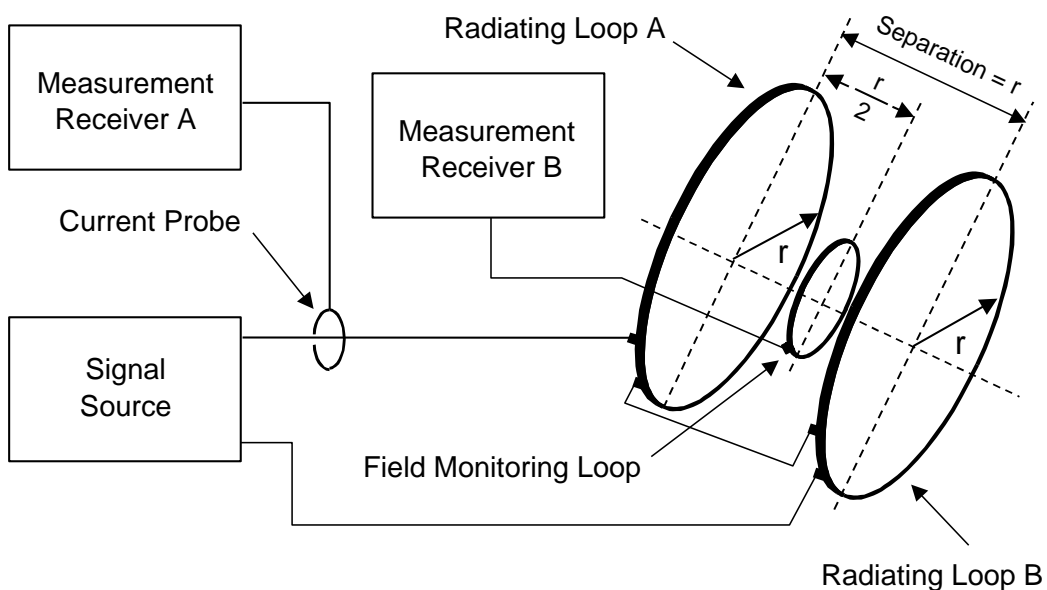 Radiating Loop A
Separation = r
r
2
Measurement
Receiver A
Measurement
Receiver B
Current Probe
r
r
Signal
Source
Field Monitoring Loop
Radiating Loop B